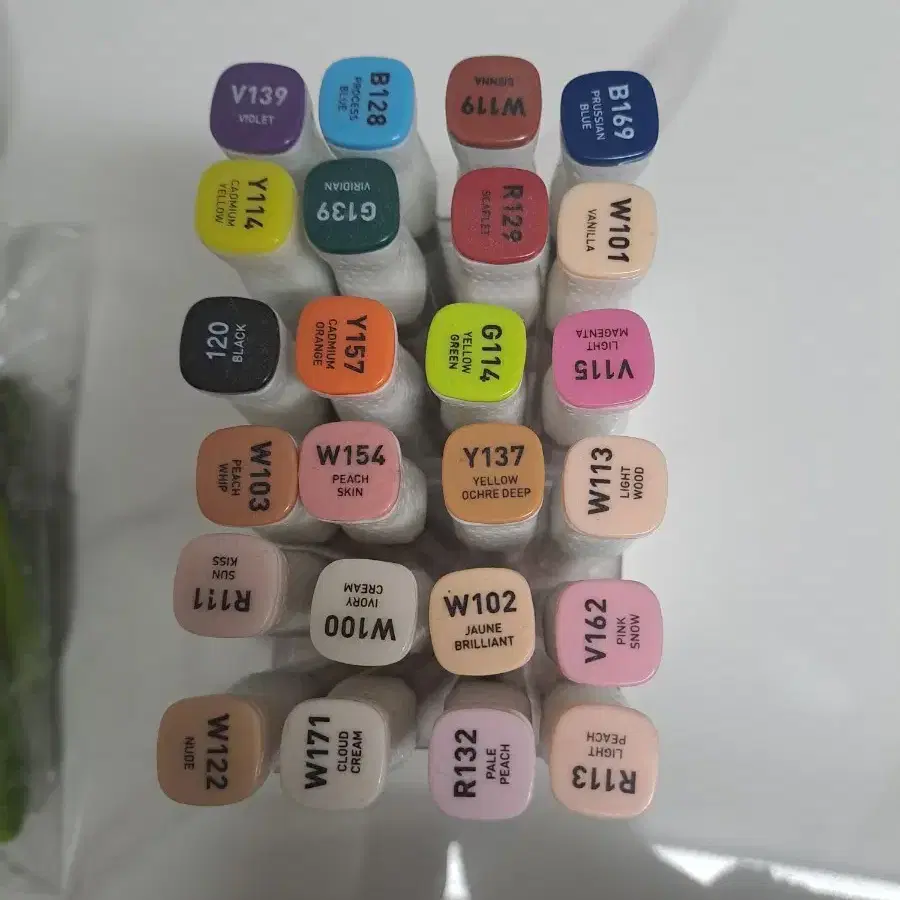 V139
VIOLET
B128
PROCESS
BLUE
W119
SIENNA
B169
PRUSSIAN
BLUE
Y114
CADMIUM
YELLOW
G139
VIRIDIAN
R129
SCARLET
W101
VANILLA
120
BLACK
Y157
CADMIUM
ORANGE
G114
YELLOW
GREEN
V115
LIGHT
MAGENTA
W103
PEACH
WHIP
W154
PEACH
SKIN
Y137
YELLOW
OCHRE DEEP
W113
LIGHT
WOOD
R111
SUN
KISS
W100
IVORY
CREAM
W102
JAUNE
BRILLIANT
V162
PINK
SNOW
W122
NUDE
W171
CLOUD
CREAM
R132
PALE
PEACH
R113
LIGHT
PEACH